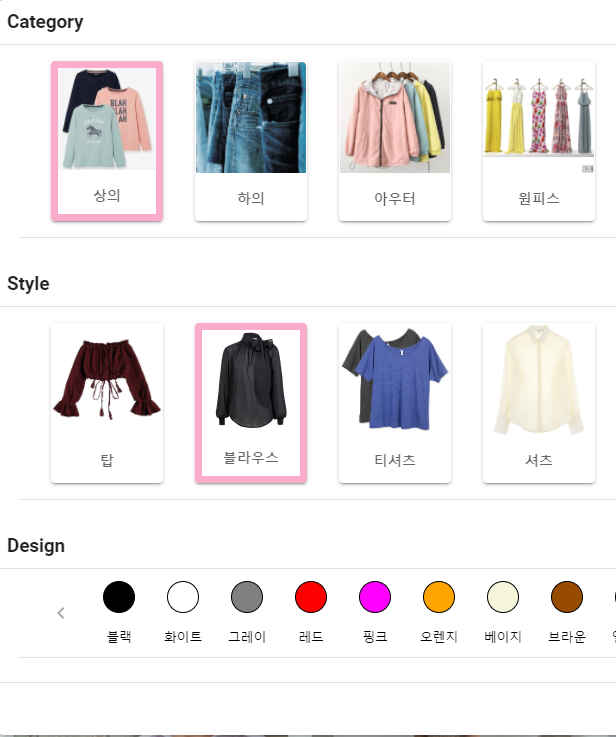 Category
상의 하의 아우터 원피스
Style
탑 블라우스 티셔츠 셔츠
Design
블랙 화이트 그레이 레드 핑크 오렌지 베이지 브라운